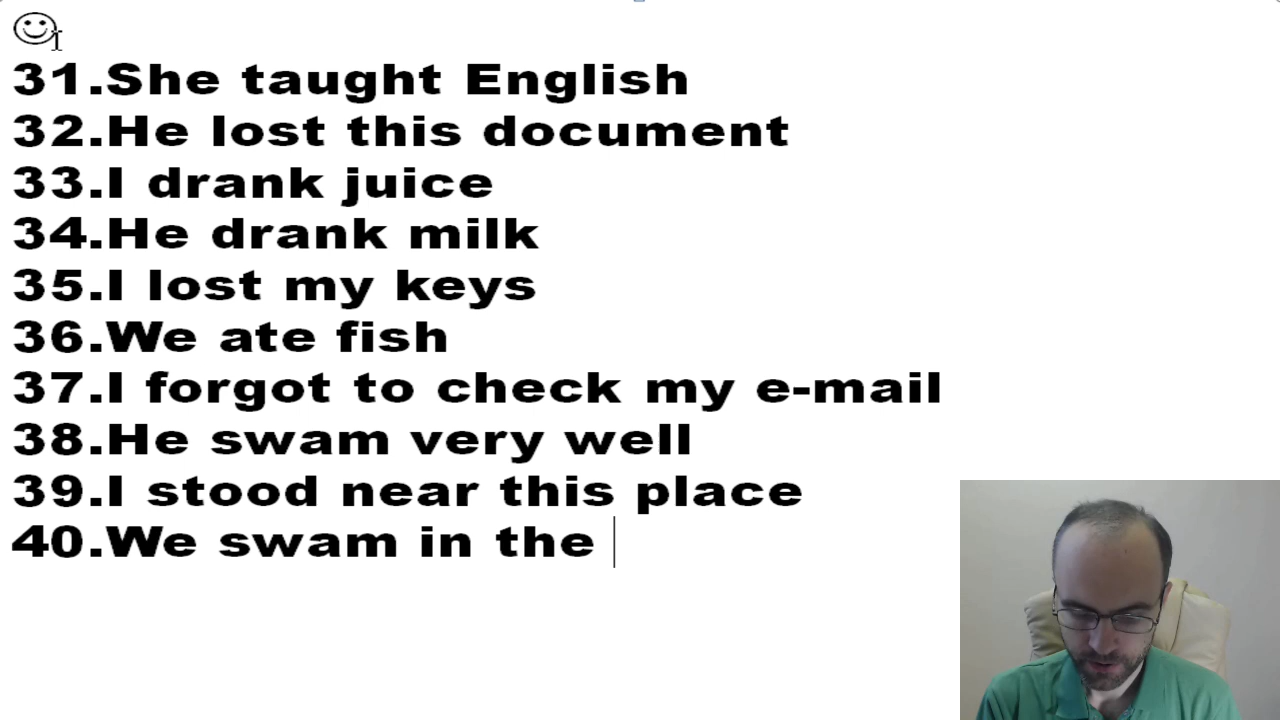 31.She taught English
32.He lost this document
33.I drank juice
34.He drank milk
35.I lost my keys
36.We ate fish
37.I forgot to check my e-mail
38.He swam very well
39.I stood near this place
40.We swam in the